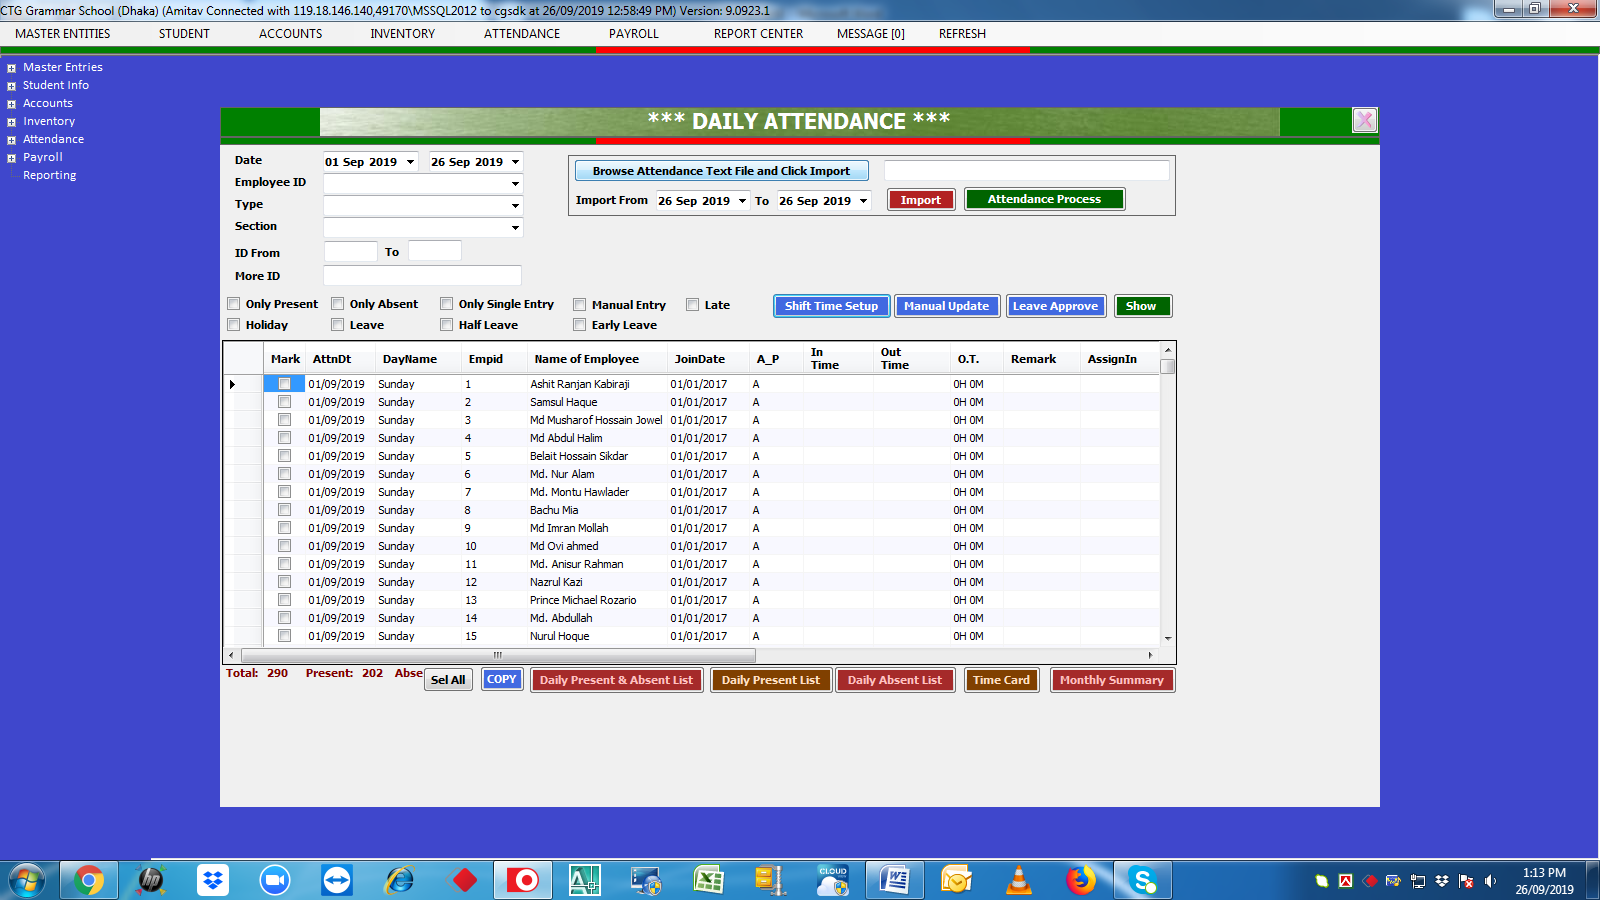 CTG Grammar School (Dhaka) (Amitav Connected with 119.18.146.140,49170\MSSQL2012 to cgsdk at 26/09/2019 12:58:49 PM) Version: 9.0923.1
MASTER ENTITIES STUDENT ACCOUNTS INVENTORY ATTENDANCE PAYROLL REPORT CENTER MESSAGE [0] REFRESH
Master Entries
Student Info
Accounts
Inventory
Attendance
Payroll
Reporting
*** DAILY ATTENDANCE ***
Date 01 Sep 2019 26 Sep 2019
Employee ID
Type
Section
ID From To
More ID
Browse Attendance Text File and Click Import
Import From 26 Sep 2019 To 26 Sep 2019 Import Attendance Process
Only Present Only Absent Only Single Entry Manual Entry Late
Holiday Leave Half Leave Early Leave
Shift Time Setup Manual Update Leave Approve Show
Mark AttnDt DayName Empid Name of Employee JoinDate A_P In Time Out Time O.T. Remark AssignIn
01/09/2019 Sunday 1 Ashit Ranjan Kabiraji 01/01/2017 A 0H 0M
01/09/2019 Sunday 2 Samsul Haque 01/01/2017 A 0H 0M
01/09/2019 Sunday 3 Md Musharof Hossain Jowel 01/01/2017 A 0H 0M
01/09/2019 Sunday 4 Md Abdul Halim 01/01/2017 A 0H 0M
01/09/2019 Sunday 5 Belait Hossain Sikdar 01/01/2017 A 0H 0M
01/09/2019 Sunday 6 Md. Nur Alam 01/01/2017 A 0H 0M
01/09/2019 Sunday 7 Md. Montu Hawlader 01/01/2017 A 0H 0M
01/09/2019 Sunday 8 Bachu Mia 01/01/2017 A 0H 0M
01/09/2019 Sunday 9 Md Imran Mollah 01/01/2017 A 0H 0M
01/09/2019 Sunday 10 Md Ovi ahmed 01/01/2017 A 0H 0M
01/09/2019 Sunday 11 Md. Anisur Rahman 01/01/2017 A 0H 0M
01/09/2019 Sunday 12 Nazrul Kazi 01/01/2017 A 0H 0M
01/09/2019 Sunday 13 Prince Michael Rozario 01/01/2017 A 0H 0M
01/09/2019 Sunday 14 Md. Abdullah 01/01/2017 A 0H 0M
01/09/2019 Sunday 15 Nurul Hoque 01/01/2017 A 0H 0M
Total: 290 Present: 202 Abse Sel All COPY Daily Present & Absent List Daily Present List Daily Absent List Time Card Monthly Summary
CLOUD
1:13 PM
26/09/2019